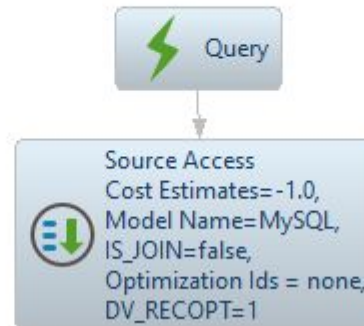 Query
Source Access
Cost Estimates=-1.0,
Model Name=MySQL,
IS_JOIN=false,
Optimization Ids = none,
DV_RECOPT=1